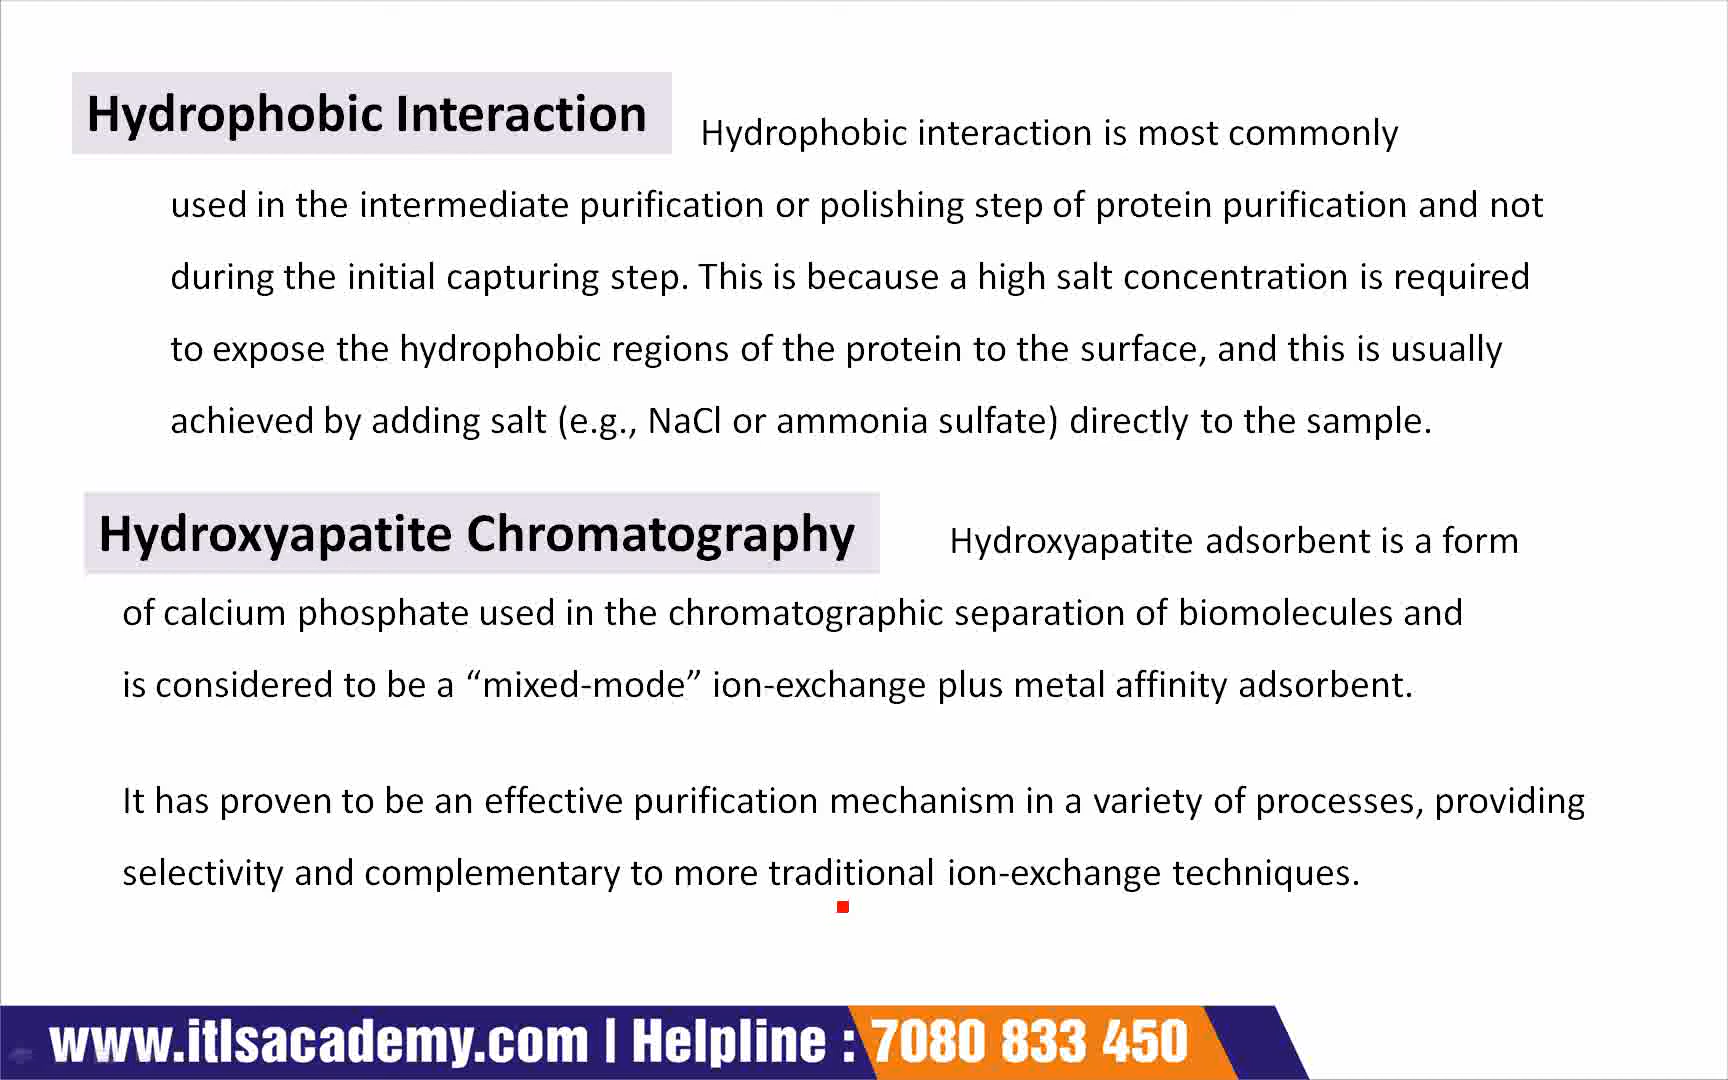 Hydrophobic Interaction
Hydrophobic interaction is most commonly
used in the intermediate purification or polishing step of protein purification and not
during the initial capturing step. This is because a high salt concentration is required
to expose the hydrophobic regions of the protein to the surface, and this is usually
achieved by adding salt (e.g., NaCl or ammonia sulfate) directly to the sample.
Hydroxyapatite Chromatography
Hydroxyapatite adsorbent is a form
of calcium phosphate used in the chromatographic separation of biomolecules and
is considered to be a “mixed-mode” ion-exchange plus metal affinity adsorbent.
It has proven to be an effective purification mechanism in a variety of processes, providing
selectivity and complementary to more traditional ion-exchange techniques.
www.itlsacademy.com | Helpline : 7080 833 450